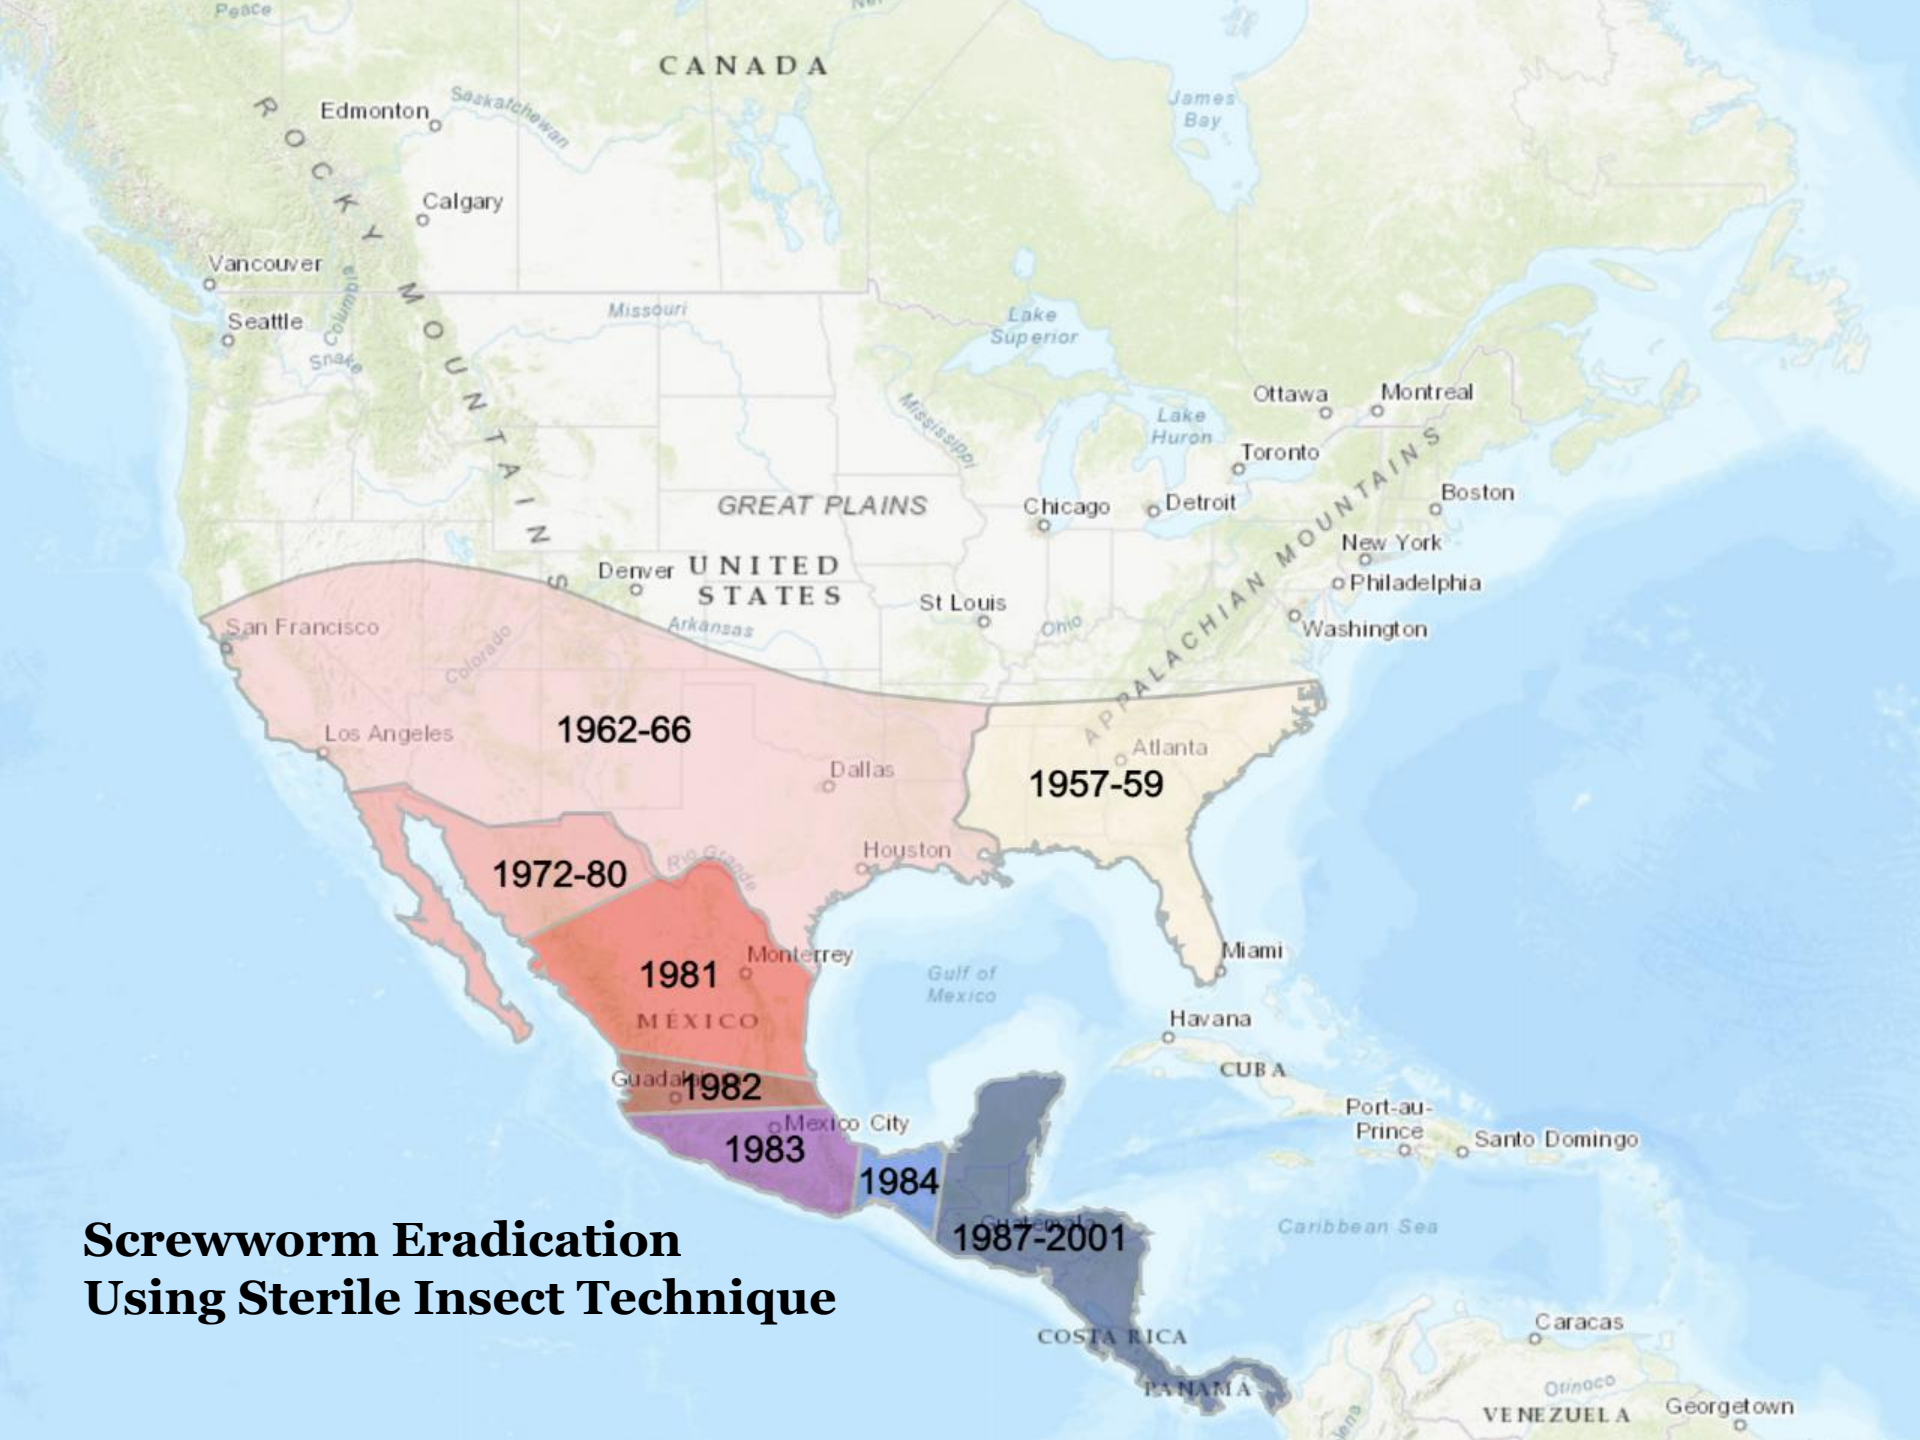 Peace
CANADA
Edmonton
Saskatchewan
James
Bay
ROCKY MOUNTAINS
Calgary
Vancouver
Columbia
Seattle
Snake
Missouri
Lake
Superior
Mississippi
Ottawa
Montreal
Lake
Huron
Toronto
GREAT PLAINS
Chicago
Detroit
Boston
APPALACHIAN MOUNTAINS
New York
Denver
UNITED
STATES
Philadelphia
St Louis
Ohio
Washington
Arkansas
San Francisco
Colorado
Los Angeles
1962-66
Atlanta
Dallas
1957-59
Houston
Rio Grande
1972-80
Monterrey
Miami
1981
Gulf of
Mexico
MÉXICO
Havana
CUBA
1982
Mexico City
Port-au-
Prince
Santo Domingo
1983
1984
Guatemala
1987-2001
Caribbean Sea
Screwworm Eradication
Using Sterile Insect Technique
COSTA RICA
Caracas
PANAMÁ
Orinoco
VENEZUELA
Georgetown